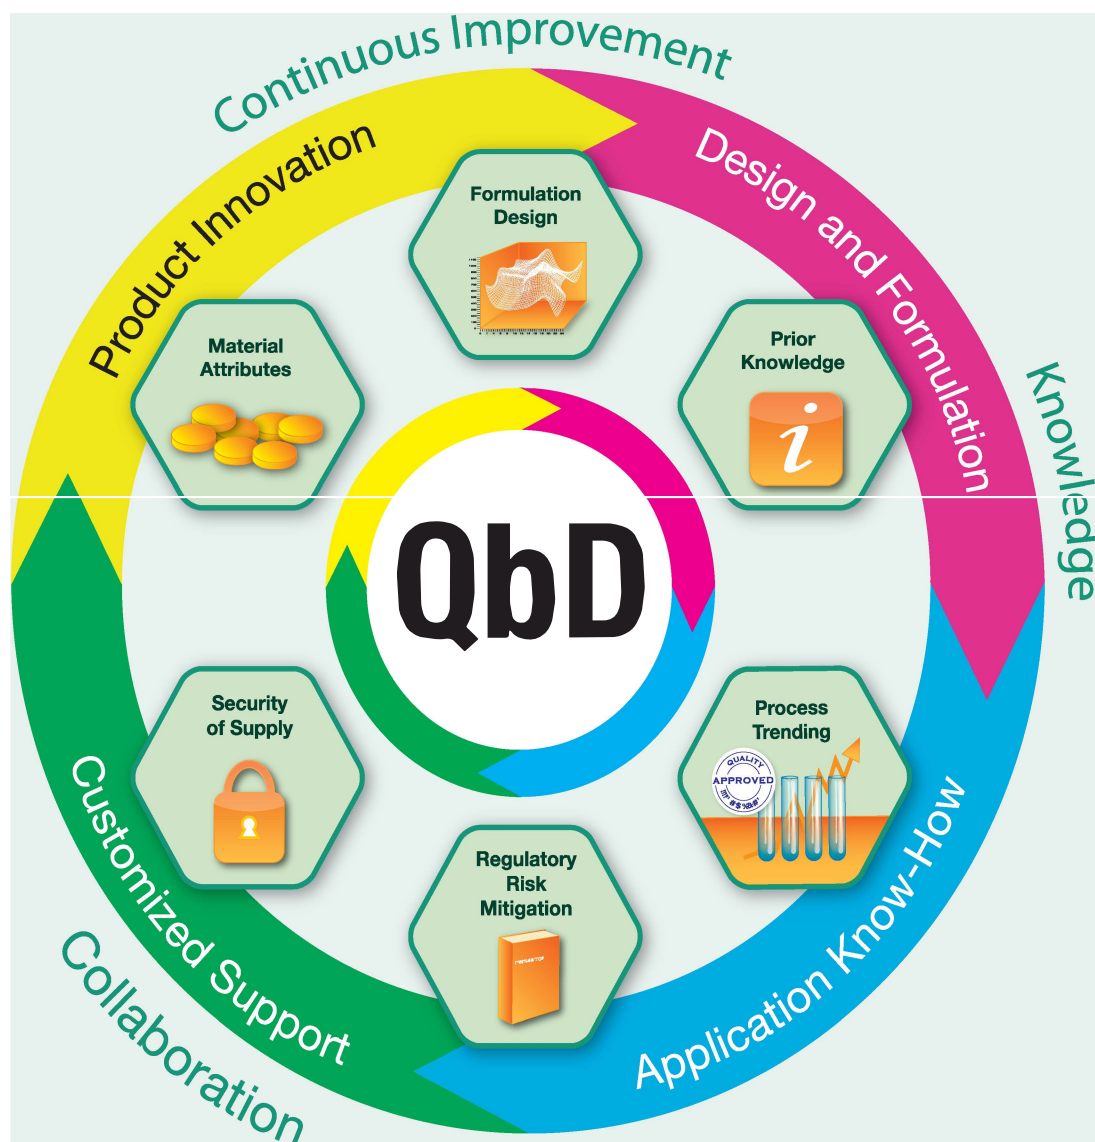 Continuous Improvement
Product Innovation
Design and Formulation
Formulation
Design
Material
Attributes
Prior
Knowledge
i
Knowledge
QbD
Security
of Supply
Process
Trending
QUALITY
APPROVED
Regulatory
Risk
Mitigation
Customized Support
Application Know-How
Collaboration